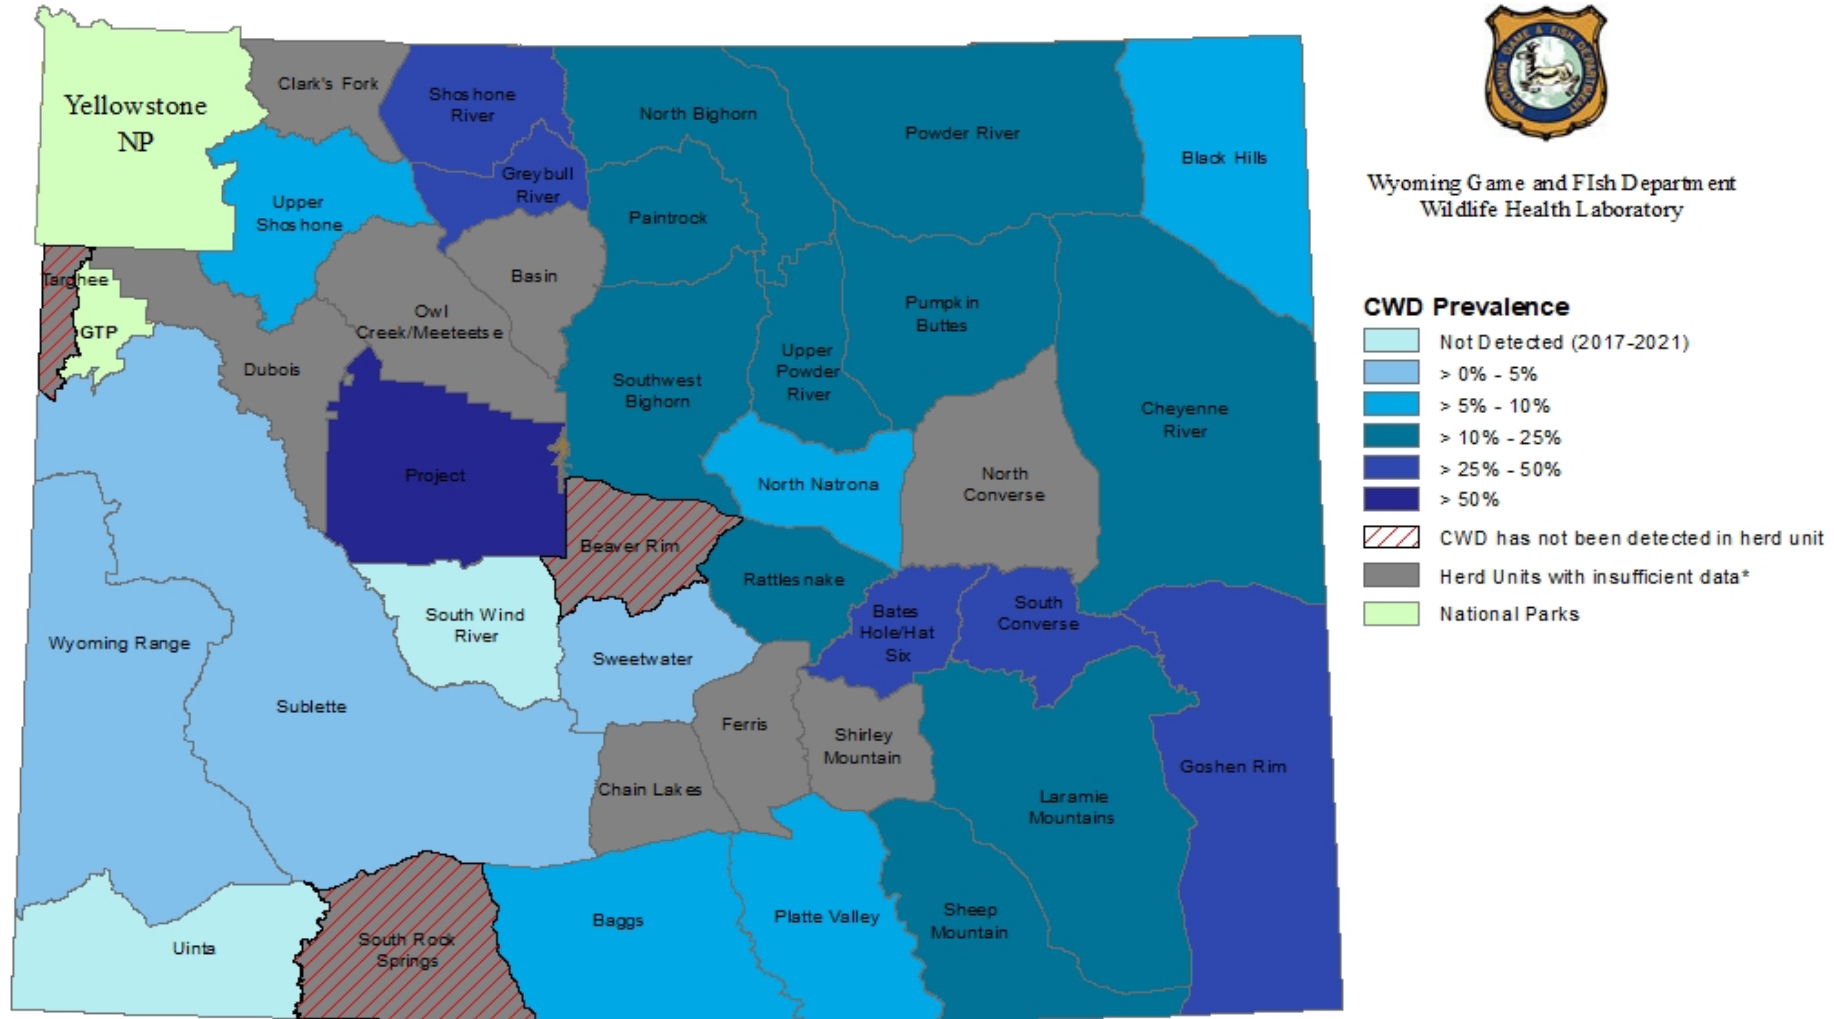 Yellowstone
NP
Clark's Fork
Shoshone
River
North Bighorn
Powder River
Black Hills
Greybull
River
Upper
Shoshone
Paintrock
Basin
Targhee
GTP
Owl
Creek/Meeteetse
Dubois
Pumpkin
Buttes
Upper
Powder
River
Southwest
Bighorn
Cheyenne
River
Project
North Natrona
North
Converse
Beaver Rim
Rattlesnake
South Wind
River
Bates
Hole/Hat
Six
South
Converse
Wyoming Range
Sweetwater
Sublette
Ferris
Shirley
Mountain
Chain Lakes
Goshen Rim
Laramie
Mountains
Uinta
South Rock
Springs
Baggs
Platte Valley
Sheep
Mountain
WYOMING GAME & FISH DEPARTMENT
Wyoming Game and FIsh Department
Wildlife Health Laboratory
CWD Prevalence
Not Detected (2017-2021)
> 0% - 5%
> 5% - 10%
> 10% - 25%
> 25% - 50%
> 50%
CWD has not been detected in herd unit
Herd Units with insufficient data*
National Parks